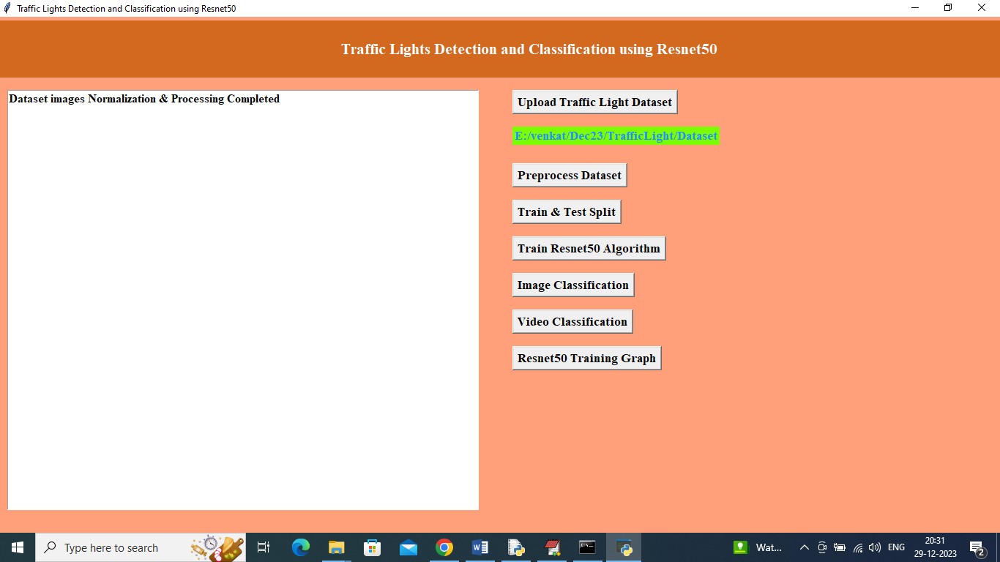 Traffic Lights Detection and Classification using Resnet50
Traffic Lights Detection and Classification using Resnet50
Dataset images Normalization & Processing Completed
Upload Traffic Light Dataset
E:/venkat/Dec23/TrafficLight/Dataset
Preprocess Dataset
Train & Test Split
Train Resnet50 Algorithm
Image Classification
Video Classification
Resnet50 Training Graph
Type here to search
Wat...
ENG
20:31
29-12-2023
2